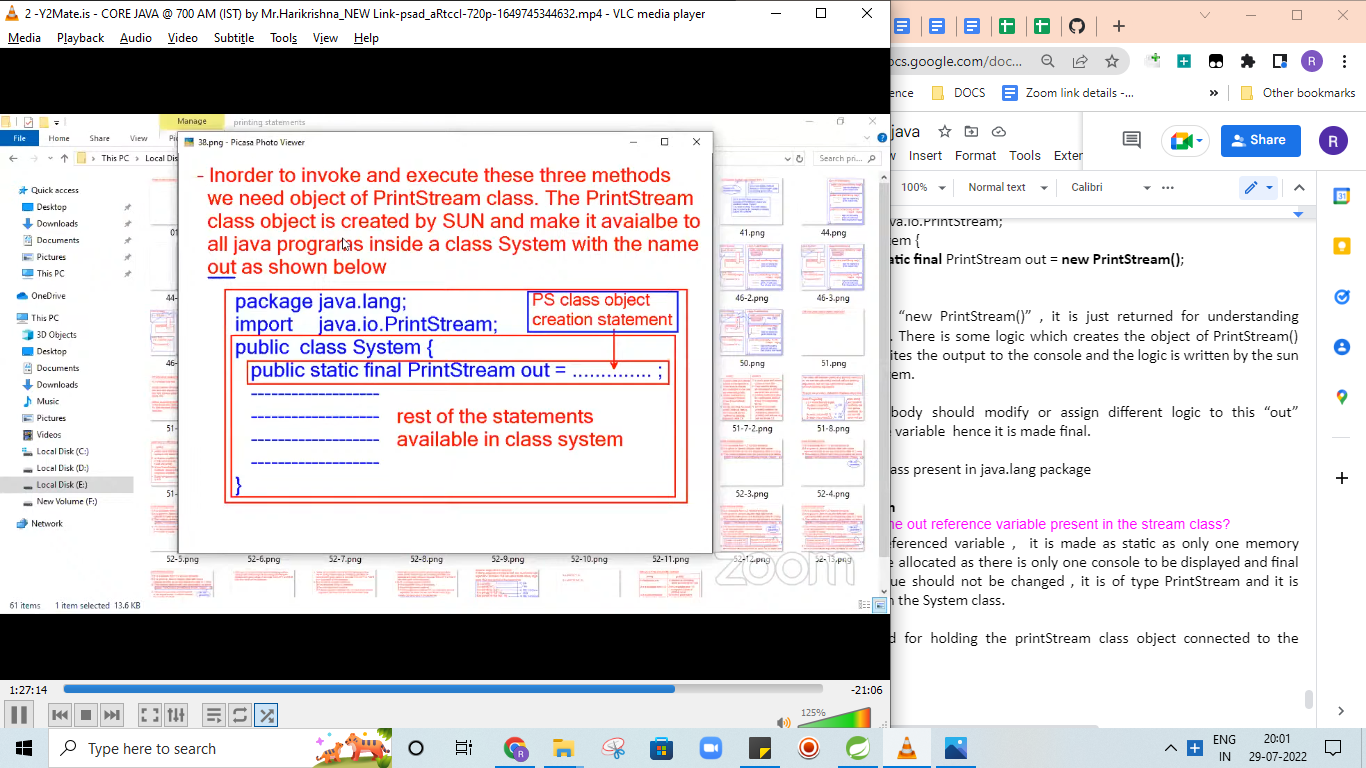 2 -Y2Mate.is - CORE JAVA @ 700 AM (IST) by Mr.Harikrishna_NEW Link-psad_aRtccI-720p-1649745344632.mp4 - VLC media player
Media Playback Audio Video Subtitle Tools View Help
Manage
printing statements
File Home Share View
This PC
Local Dis
Search pri...
38.png - Picasa Photo Viewer
- Inorder to invoke and execute these three methods
we need object of PrintStream class. The PrintStream
class object is created by SUN and make it avaialbe to
all java programas inside a class System with the name
out as shown below
package java.lang;
import java.io.PrintStream;
public class System {
public static final PrintStream out = .............. ;
PS class object
creation statement
rest of the statements
available in class system
}
Quick access
Desktop
Downloads
Documents
Pictures
This PC
OneDrive
This PC
3D Objects
Desktop
Documents
Downloads
Music
Pictures
Videos
Local Disk (C:)
Local Disk (D:)
Local Disk (E:)
New Volume (F:)
Network
41.png 44.png
46-2.png 46-3.png
50.png 51.png
51-7-2.png 51-8.png
52-3.png 52-4.png
52-5.png 52-6.png 52-7.png 52-8.png 52-9.png 52-10.png 52-11.png 52-12.png 52-13.png
zoom
61 items 1 item selected 13.6 KB
1:27:14
-21:06
125%
ocs.google.com/doc...
R
ence DOCS Zoom link details -... » Other bookmarks
java
Share
R
Insert Format Tools Exter
100% Normal text Calibri
va.io.PrintStream;
tem {
atic final PrintStream out = new PrintStream();
“new PrintStream()” , it is just returned for understanding
. There is some logic which creates the object of PrintStream()
ites the output to the console and the logic is written by the sun
em.
body should modify or assign different logic to this “out”
e variable hence it is made final.
lass present in java.lang package
n
he out reference variable present in the stream class?
eferenced variable , it is made as static as only one memory
e allocated as there is only one console to be displayed and final
ue should not be changed , it is of type PrintStream and it is
n the System class.
d for holding the printStream class object connected to the
Type here to search
ENG
IN
20:01
29-07-2022